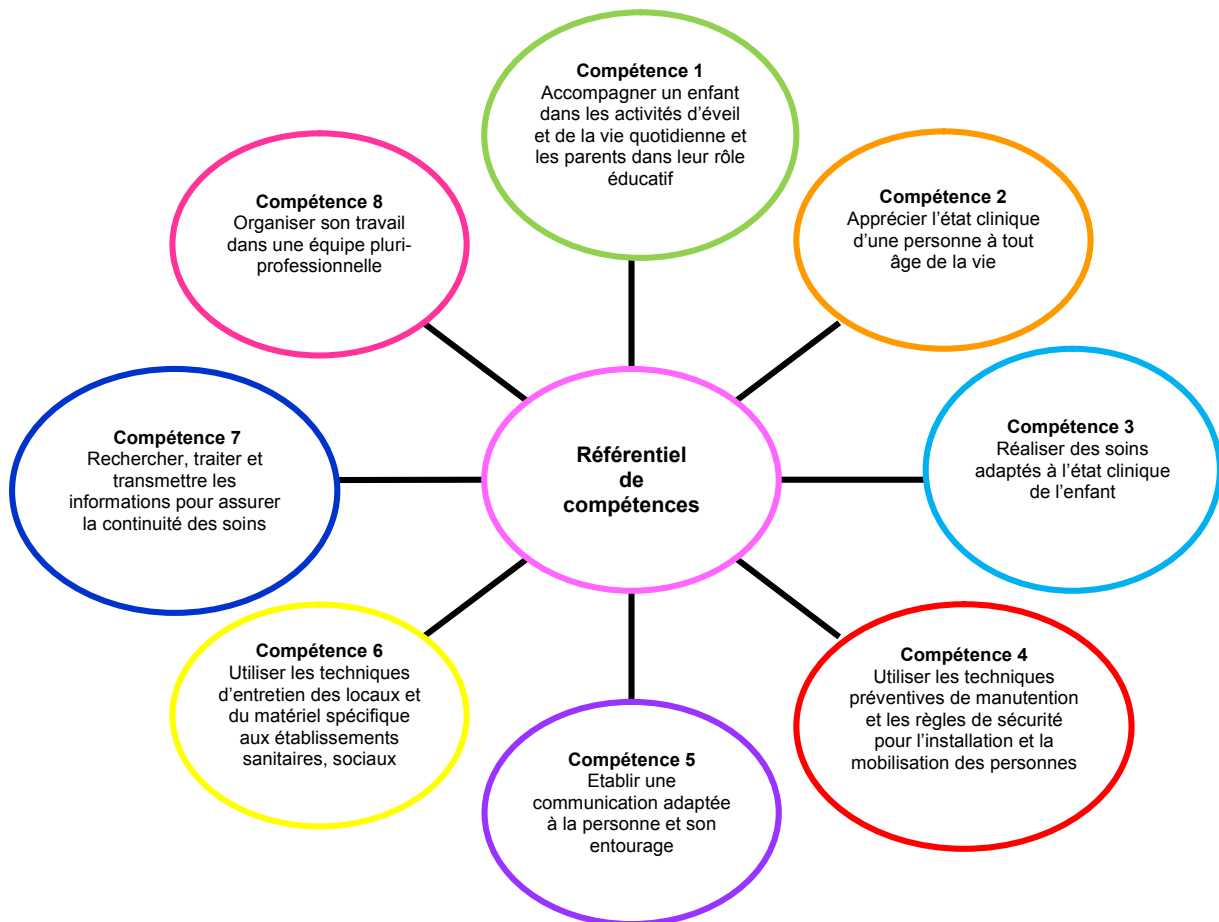 Compétence 1
Accompagner un enfant
dans les activités d'éveil
et de la vie quotidienne et
les parents dans leur rôle
éducatif
Compétence 2
Apprécier l'état clinique
d'une personne à tout
âge de la vie
Compétence 3
Réaliser des soins
adaptés à l'état clinique
de l'enfant
Compétence 4
Utiliser les techniques
préventives de manutention
et les règles de sécurité
pour l'installation et la
mobilisation des personnes
Compétence 5
Etablir une
communication adaptée
à la personne et son
entourage
Compétence 6
Utiliser les techniques
d'entretien des locaux et
du matériel spécifique
aux établissements
sanitaires, sociaux
Compétence 7
Rechercher, traiter et
transmettre les
informations pour assurer
la continuité des soins
Compétence 8
Organiser son travail
dans une équipe pluri-
professionnelle
Référentiel
de
compétences